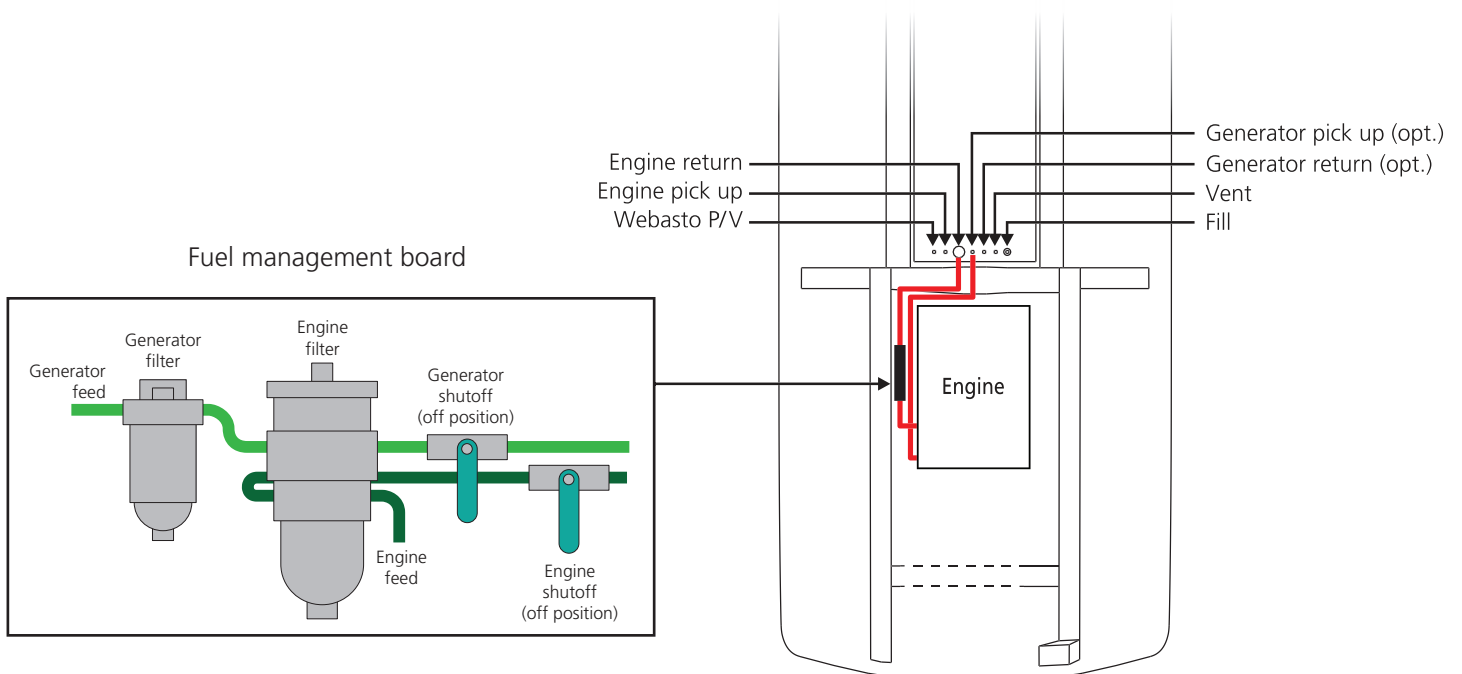 Fuel management board
Generator
feed
Generator
filter
Engine
filter
Generator
shutoff
(off position)
Engine
feed
Engine
shutoff
(off position)
Engine return
Engine pick up
Webasto P/V
Generator pick up (opt.)
Generator return (opt.)
Vent
Fill
Engine